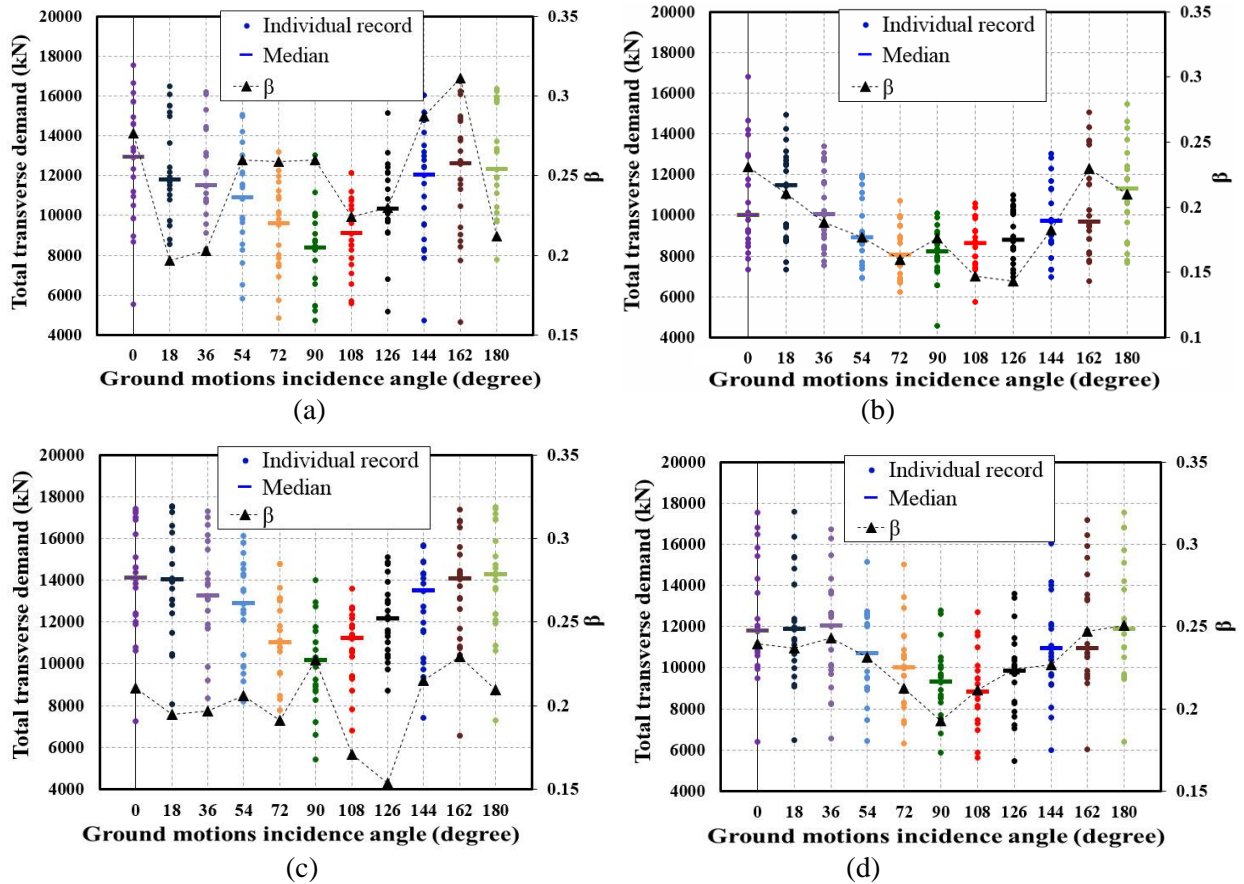 20000
18000
16000
14000
12000
10000
8000
6000
4000
Total transverse demand (kN)
Individual record
Median
β
0.35
0.3
0.25
0.2
0.15
β
0 18 36 54 72 90 108 126 144 162 180
Ground motions incidence angle (degree)
(a)
20000
18000
16000
14000
12000
10000
8000
6000
4000
Total transverse demand (kN)
Individual record
Median
β
0.35
0.3
0.25
0.2
0.15
0.1
β
0 18 36 54 72 90 108 126 144 162 180
Ground motions incidence angle (degree)
(b)
20000
18000
16000
14000
12000
10000
8000
6000
4000
Total transverse demand (kN)
Individual record
Median
β
0.35
0.3
0.25
0.2
0.15
β
0 18 36 54 72 90 108 126 144 162 180
Ground motions incidence angle (degree)
(c)
20000
18000
16000
14000
12000
10000
8000
6000
4000
Total transverse demand (kN)
Individual record
Median
β
0.35
0.3
0.25
0.2
0.15
β
0 18 36 54 72 90 108 126 144 162 180
Ground motions incidence angle (degree)
(d)